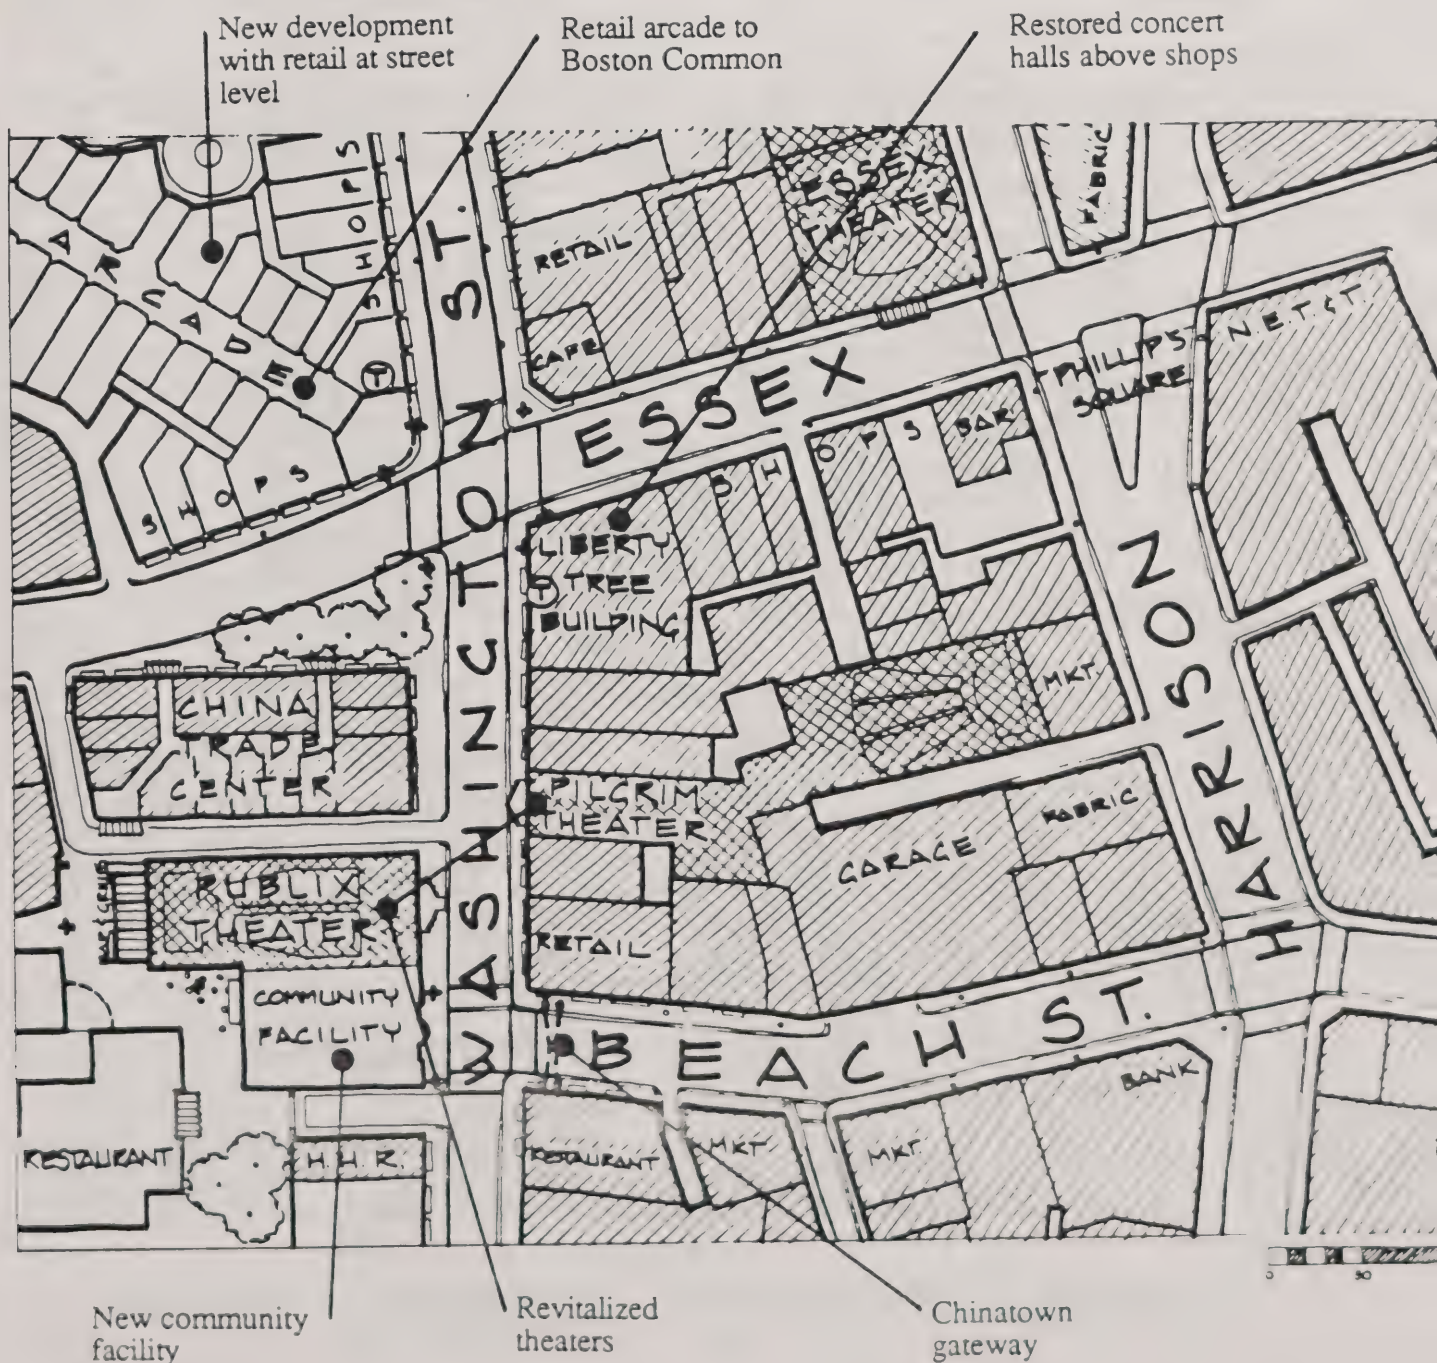 New development
with retail at street
level
Retail arcade to
Boston Common
Restored concert
halls above shops
ARCADE
SHOPS
SHOPS
T
WASHINGTON ST.
RETAIL
CAFE
ESSEX
THEATER
FABRIC
ESSEX
PHILLIPS
SQUARE
N.E.T.&T.
SHOPS
BAR
LIBERTY
TREE
BUILDING
T
HARRISON
MKT.
CHINA
TRADE
CENTER
PILGRIM
THEATER
GARAGE
FABRIC
PUBLIX
THEATER
RETAIL
COMMUNITY
FACILITY
BEACH ST.
BANK
RESTAURANT
H.H.R.
RESTAURANT
MKT
MKT.
0
50
New community
facility
Revitalized
theaters
Chinatown
gateway